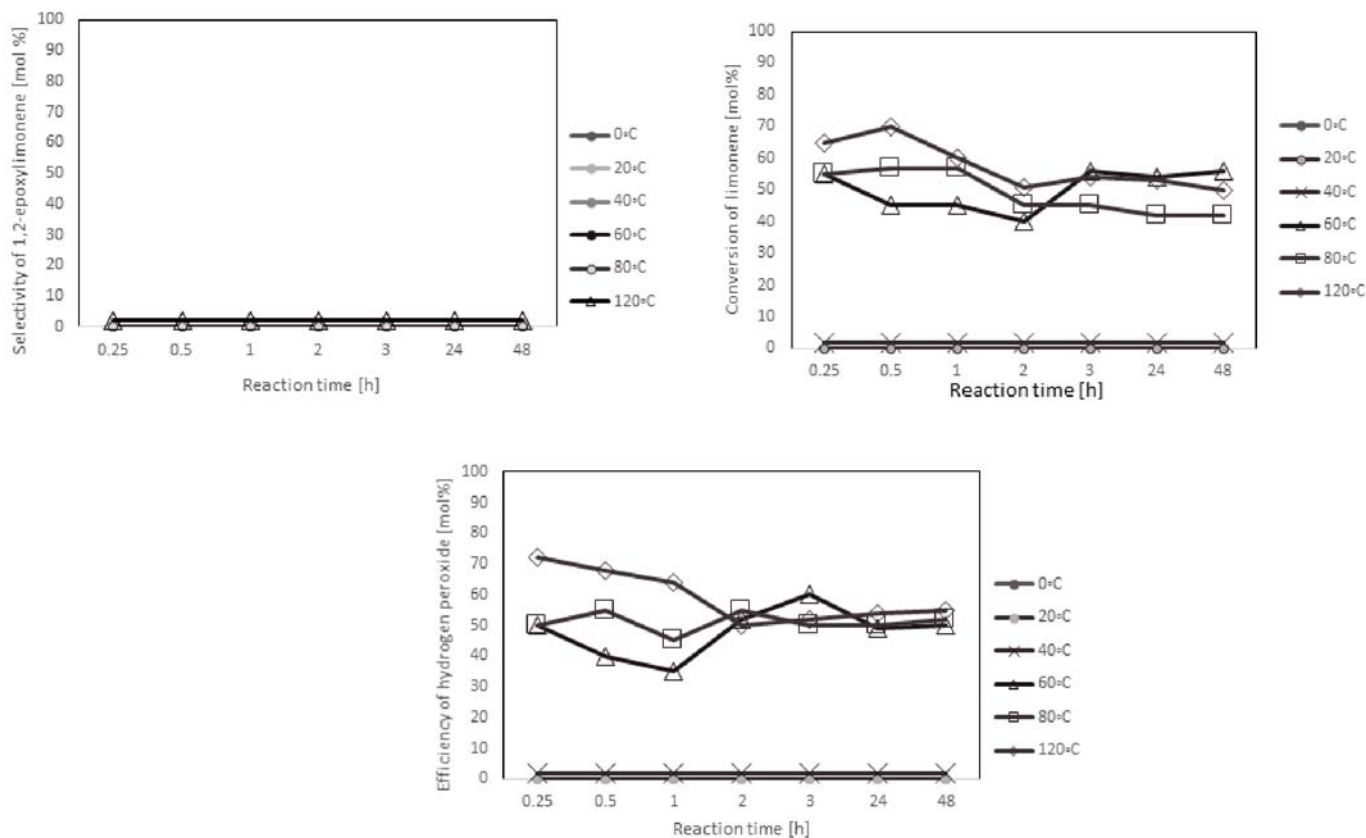 Selectivity of 1,2-epoxylimonene [mol %]
100
90
80
70
60
50
40
30
20
10
0
0.25 0.5 1 2 3 24 48
Reaction time [h]
0∘C
20∘C
40∘C
60∘C
80∘C
120∘C
Conversion of limonene [mol%]
100
90
80
70
60
50
40
30
20
10
0
0.25 0.5 1 2 3 24 48
Reaction time [h]
0∘C
20∘C
40∘C
60∘C
80∘C
120∘C
Efficiency of hydrogen peroxide [mol%]
100
90
80
70
60
50
40
30
20
10
0
0.25 0.5 1 2 3 24 48
Reaction time [h]
0∘C
20∘C
40∘C
60∘C
80∘C
120∘C